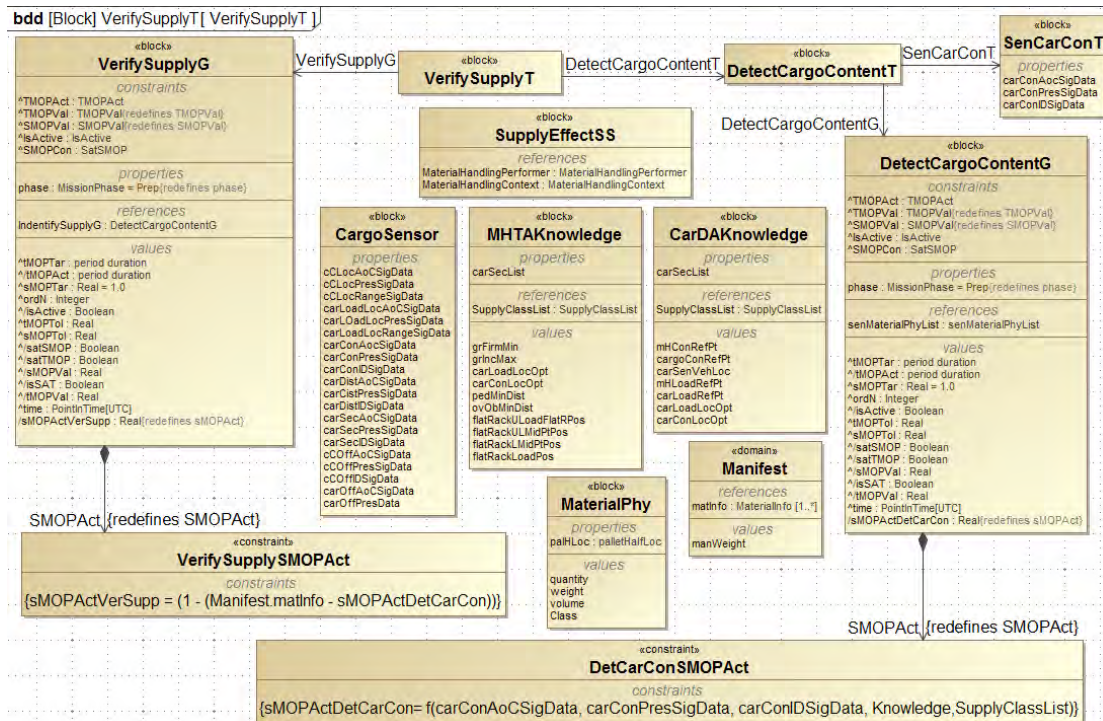 bdd [Block] VerifySupplyT[ VerifySupplyT ]
«block»
VerifySupplyG
constraints
^TMOPAct : TMOPAct
^TMOPVal : TMOPVal{redefines TMOPVal}
^SMOPVal : SMOPVal{redefines SMOPVal}
^IsActive : IsActive
^SMOPCon : SatSMOP
properties
phase : MissionPhase = Prep{redefines phase}
references
IndentifySupplyG : DetectCargoContentG
values
^tMOPTar : period duration
^/tMOPAct : period duration
^sMOPTar : Real = 1.0
^ordN : Integer
^/isActive : Boolean
^tMOPTol : Real
^sMOPTol : Real
^/satSMOP : Boolean
^/satTMOP : Boolean
^/sMOPVal : Real
^/isSAT : Boolean
^/tMOPVal : Real
^time : PointInTime[UTC]
/sMOPActVerSupp : Real{redefines sMOPAct}
VerifySupplyG
«block»
VerifySupplyT
DetectCargoContentT
«block»
DetectCargoContentT
SenCarConT
«block»
SenCarConT
properties
carConAocSigData
carConPresSigData
carConIDSigData
«block»
SupplyEffectSS
references
MaterialHandlingPerformer : MaterialHandlingPerformer
MaterialHandlingContext : MaterialHandlingContext
DetectCargoContentG
«block»
DetectCargoContentG
constraints
^TMOPAct : TMOPAct
^TMOPVal : TMOPVal{redefines TMOPVal}
^SMOPVal : SMOPVal{redefines SMOPVal}
^IsActive : IsActive
^SMOPCon : SatSMOP
properties
phase : MissionPhase = Prep{redefines phase}
references
senMaterialPhyList : senMaterialPhyList
values
^tMOPTar : period duration
^/tMOPAct : period duration
^sMOPTar : Real = 1.0
^ordN : Integer
^/isActive : Boolean
^tMOPTol : Real
^sMOPTol : Real
^/satSMOP : Boolean
^/satTMOP : Boolean
^/sMOPVal : Real
^/isSAT : Boolean
^/tMOPVal : Real
^time : PointInTime[UTC]
/sMOPActDetCarCon : Real{redefines sMOPAct}
«block»
CargoSensor
properties
cCLocAoCSigData
cCLocPresSigData
cCLocRangeSigData
carLoadLocAoCSigData
carLOadLocPresSigData
carLoadLocRangeSigData
carConAocSigData
carConPresSigData
carConIDSigData
carDistAoCSigData
carCistPresSigData
carDistIDSigData
carSecAoCSigData
carSecPresSigData
carSecIDSigData
cCOffAoCSigData
cCOffPresSigData
cCOffIDSigData
carOffAoCSigData
carOffPresData
«block»
MHTAKnowledge
properties
carSecList
references
SupplyClassList : SupplyClassList
values
grFirmMin
grIncMax
carLoadLocOpt
carConLocOpt
pedMinDist
ovObMinDist
flatRackULoadFlatRPos
flatRackULMidPtPos
flatRackLMidPtPos
flatRackLoadPos
«block»
CarDAKnowledge
properties
carSecList
references
SupplyClassList : SupplyClassList
values
mHConRefPt
cargoConRefPt
carSenVehLoc
mHLoadRefPt
carLoadRefPt
carLoadLocOpt
carConLocOpt
«domain»
Manifest
references
matInfo : MaterialInfo [1..*]
values
manWeight
«block»
MaterialPhy
properties
palHLoc : palletHalfLoc
values
quantity
weight
volume
Class
SMOPAct {redefines SMOPAct}
«constraint»
VerifySupplySMOPAct
constraints
{sMOPActVerSupp = (1 - (Manifest.matInfo - sMOPActDetCarCon))}
SMOPAct {redefines SMOPAct}
«constraint»
DetCarConSMOPAct
constraints
{sMOPActDetCarCon= f(carConAoCSigData, carConPresSigData, carConIDSigData, Knowledge,SupplyClassList)}